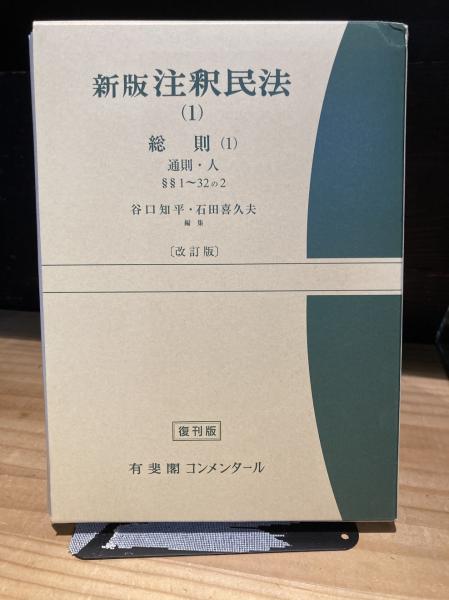 新版 注釈民法
(1)
総則 (1)
通則・人
§§1〜32の2
谷口知平・石田喜久夫
編集
〔改訂版〕
復刊版
有斐閣 コンメンタール